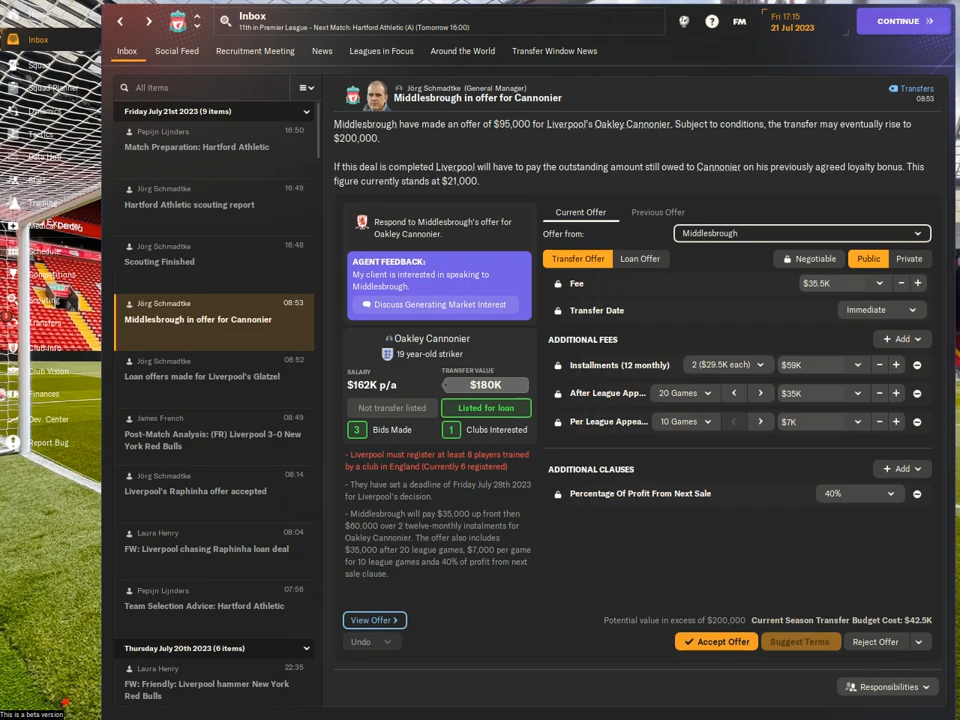 Inbox
11th in Premier League - Next Match: Hartford Athletic (A) (Tomorrow 16:00)
FM
Fri 17:15
21 Jul 2023
CONTINUE
Inbox
Social Feed
Recruitment Meeting
News
Leagues in Focus
Around the World
Transfer Window News
Inbox
Squad
Squad Planner
Tactics
Data Hub
Staff
Training
Medical Centre
Schedule
Competitions
Scouting
Transfers
Club Info
Club Vision
Finances
Dev. Center
Report Bug
This is a beta version
All Items
Friday July 21st 2023 (9 items)
Pepijn Lijnders 16:50
Match Preparation: Hartford Athletic
Jörg Schmadtke 16:49
Hartford Athletic scouting report
Jörg Schmadtke 16:48
Scouting Finished
Jörg Schmadtke 08:53
Middlesbrough in offer for Cannonier
Jörg Schmadtke 08:52
Loan offers made for Liverpool's Glatzel
James French 08:49
Post-Match Analysis: (FR) Liverpool 3-0 New
York Red Bulls
Jörg Schmadtke 08:14
Liverpool's Raphinha offer accepted
Laura Henry 08:04
FW: Liverpool chasing Raphinha loan deal
Pepijn Lijnders 07:56
Team Selection Advice: Hartford Athletic
Thursday July 20th 2023 (6 items)
Laura Henry 22:35
FW: Friendly: Liverpool hammer New York
Red Bulls
Jörg Schmadtke (General Manager)
Middlesbrough in offer for Cannonier
Transfers
08:53
Middlesbrough have made an offer of $95,000 for Liverpool's Oakley Cannonier. Subject to conditions, the transfer may eventually rise to
$200,000.
If this deal is completed Liverpool will have to pay the outstanding amount still owed to Cannonier on his previously agreed loyalty bonus. This
figure currently stands at $21,000.
Respond to Middlesbrough's offer for
Oakley Cannonier.
AGENT FEEDBACK:
My client is interested in speaking to
Middlesbrough.
Discuss Generating Market Interest
Oakley Cannonier
19 year-old striker
SALARY
$162K p/a
TRANSFER VALUE
$180K
Not transfer listed
Listed for loan
3 Bids Made
1 Clubs Interested
- Liverpool must register at least 8 players trained
by a club in England (Currently 6 registered)
- They have set a deadline of Friday July 28th 2023
for Liverpool's decision.
- Middlesbrough will pay $35,000 up front then
$60,000 over 2 twelve-monthly instalments for
Oakley Cannonier. The offer also includes
$35,000 after 20 league games, $7,000 per game
for 10 league games anda 40% of profit from next
sale clause.
View Offer
Undo
Current Offer
Previous Offer
Offer from:
Middlesbrough
Transfer Offer
Loan Offer
Negotiable
Public
Private
Fee
$35.5K
Transfer Date
Immediate
ADDITIONAL FEES
Add
Installments (12 monthly) 2 ($29.5K each) $59K
After League App... 20 Games $35K
Per League Appea... 10 Games $7K
ADDITIONAL CLAUSES
Add
Percentage Of Profit From Next Sale 40%
Potential value in excess of $200,000 Current Season Transfer Budget Cost: $42.5K
Accept Offer
Suggest Terms
Reject Offer
Responsibilities